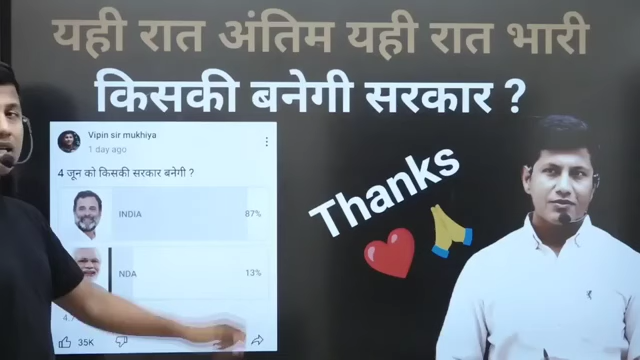 यही रात अंतिम यही रात भारी
किसकी बनेगी सरकार ?
Vipin sir mukhiya
1 day ago
4 जून को किसकी सरकार बनेगी ?
INDIA 87%
NDA 13%
35K
Thanks